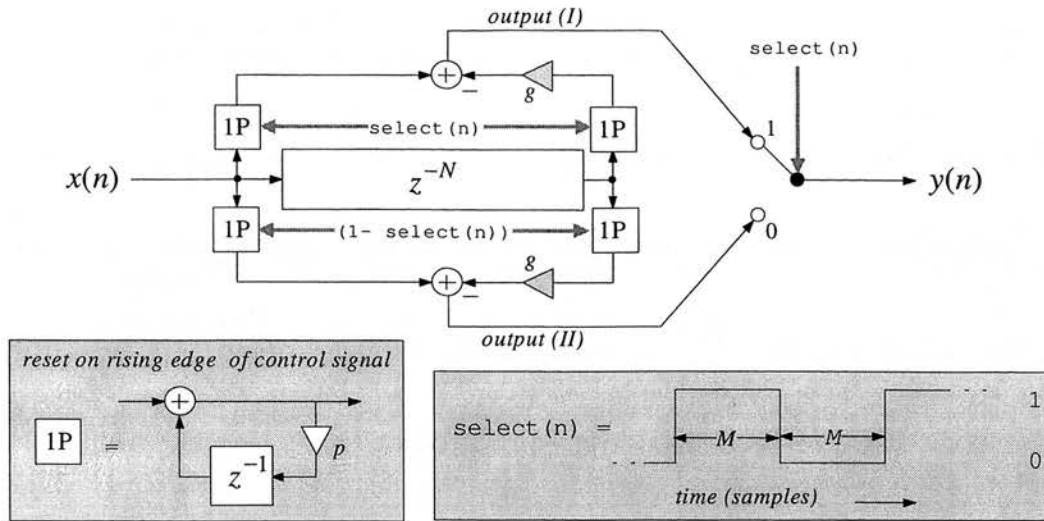 output (I)
select(n)
+
−
g
1P
select(n)
1P
1
x(n)
z^{-N}
y(n)
1P
(1- select(n))
1P
0
g
+
−
output (II)
reset on rising edge of control signal
+
1P
=
p
z^{-1}
select(n) =
M
M
1
0
time (samples)